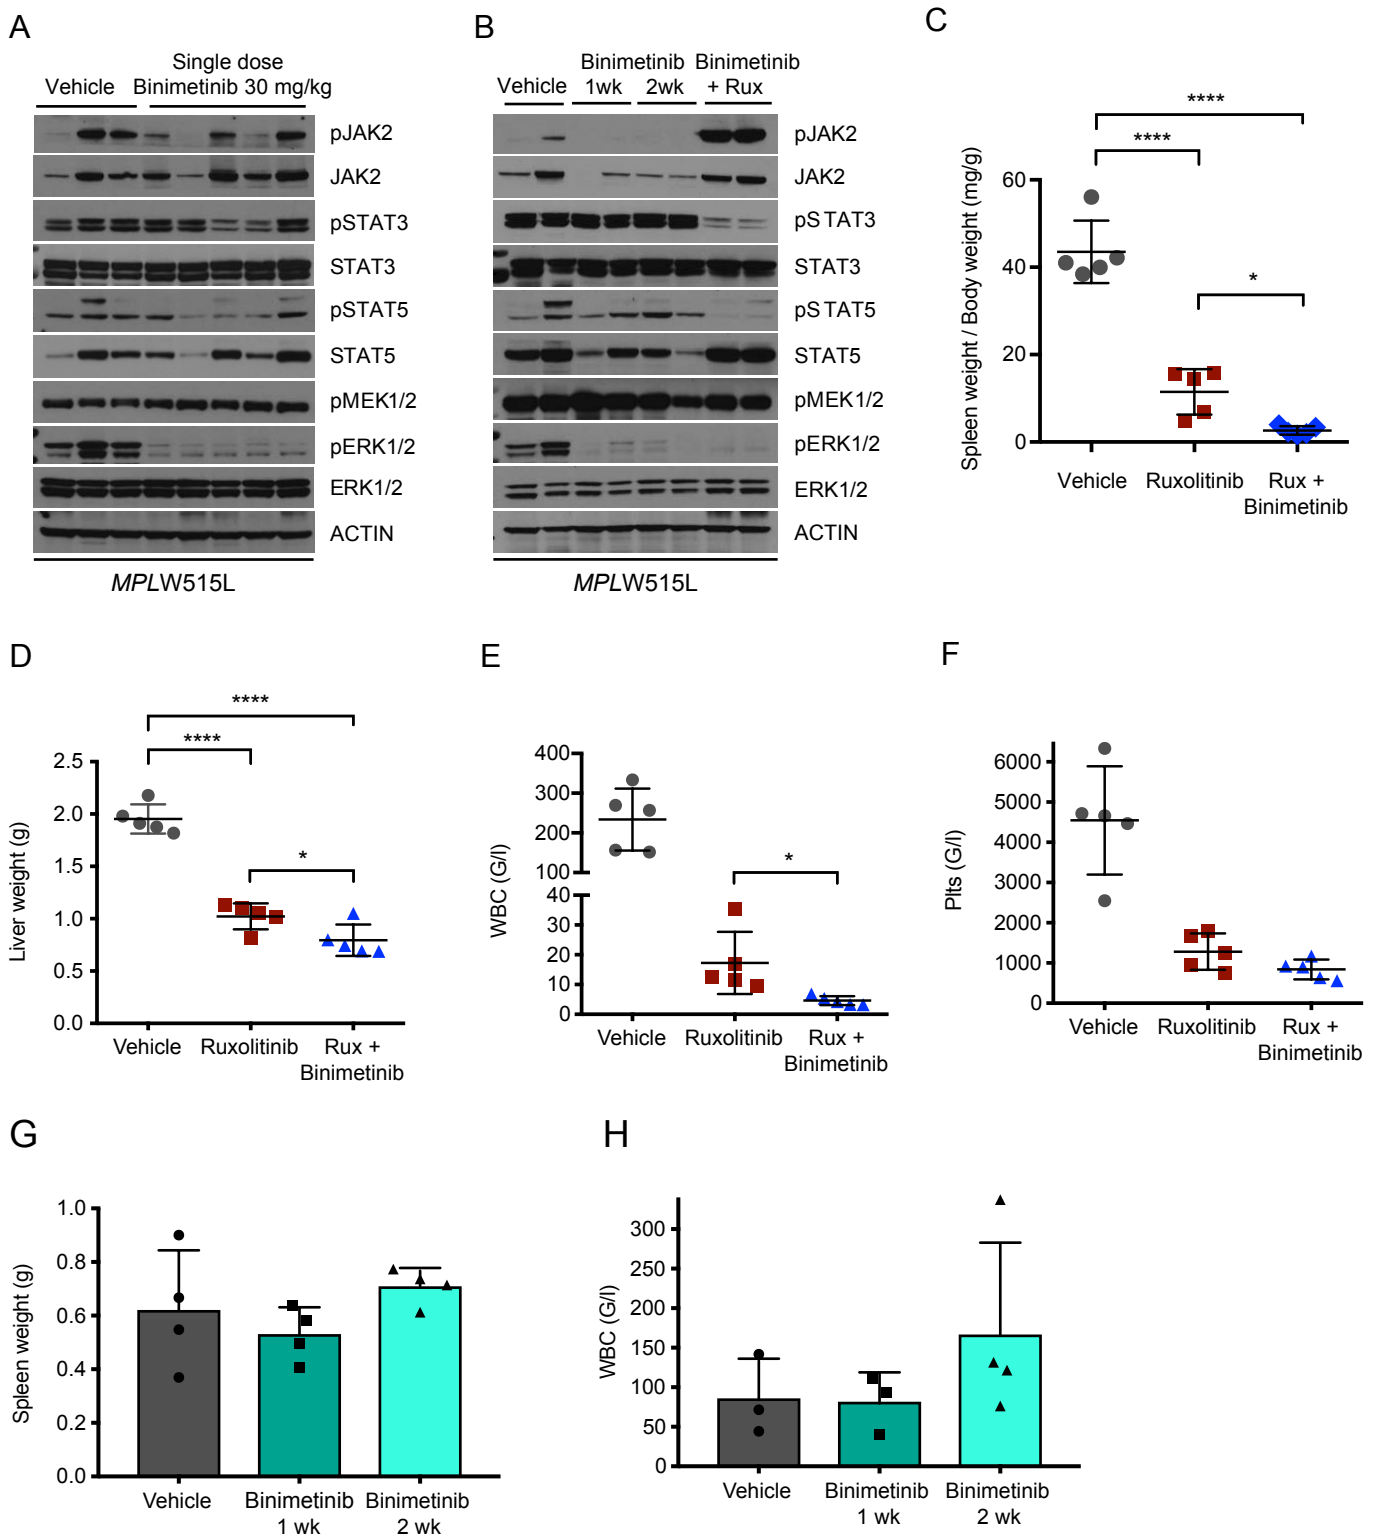 A
Single dose
Vehicle Binimetinib 30 mg/kg
pJAK2
JAK2
pSTAT3
STAT3
pSTAT5
STAT5
pMEK1/2
pERK1/2
ERK1/2
ACTIN
MPLW515L
B
Binimetinib Binimetinib
Vehicle 1wk 2wk + Rux
pJAK2
JAK2
pSTAT3
STAT3
pSTAT5
STAT5
pMEK1/2
pERK1/2
ERK1/2
ACTIN
MPLW515L
C
****
****
*
Spleen weight / Body weight (mg/g)
60
40
20
0
Vehicle Ruxolitinib Rux +
Binimetinib
D
****
****
*
Liver weight (g)
2.5
2.0
1.5
1.0
0.5
0.0
Vehicle Ruxolitinib Rux +
Binimetinib
E
*
WBC (G/l)
400
300
200
100
40
30
20
10
0
Vehicle Ruxolitinib Rux +
Binimetinib
F
Plts (G/l)
6000
5000
4000
3000
2000
1000
0
Vehicle Ruxolitinib Rux +
Binimetinib
G
Spleen weight (g)
1.0
0.8
0.6
0.4
0.2
0.0
Vehicle Binimetinib Binimetinib
1 wk 2 wk
H
WBC (G/l)
300
250
200
150
100
50
0
Vehicle Binimetinib Binimetinib
1 wk 2 wk